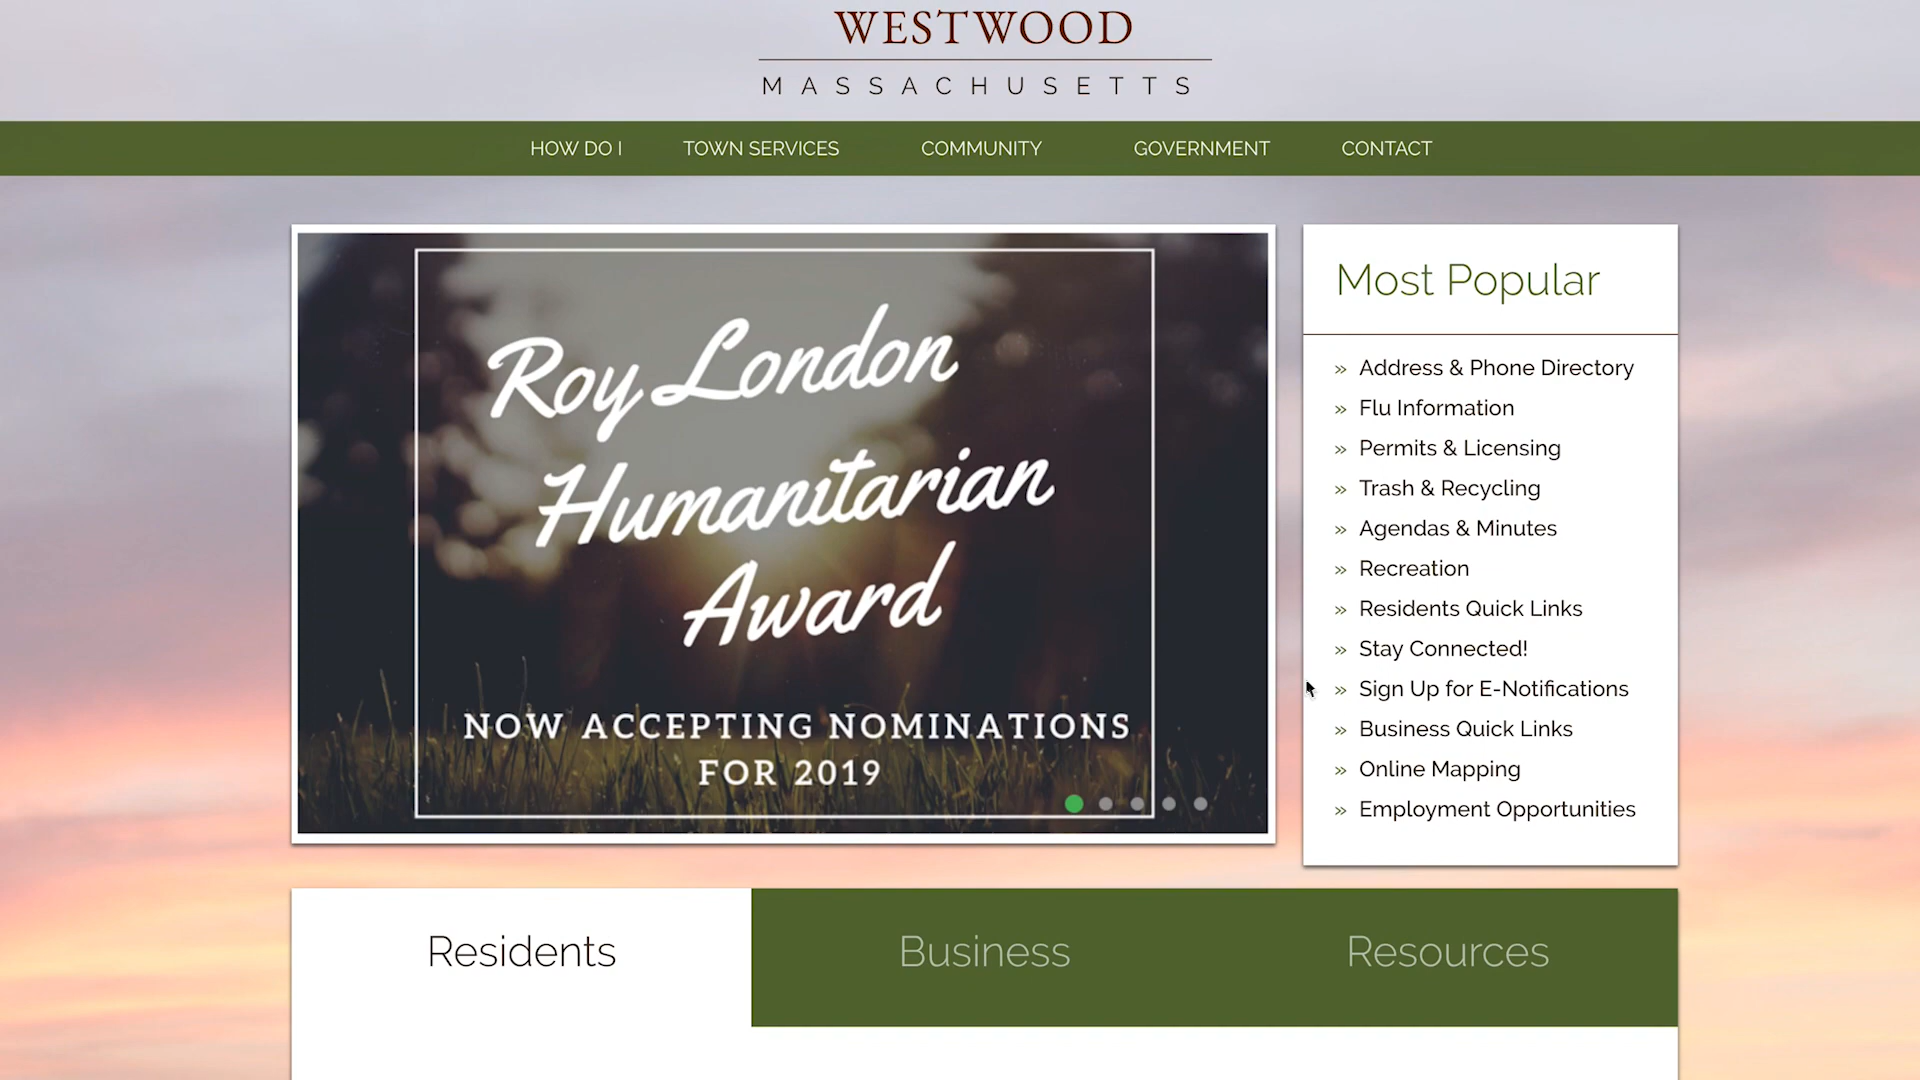 WESTWOOD
MASSACHUSETTS
HOW DO I TOWN SERVICES COMMUNITY GOVERNMENT CONTACT
Roy London
Humanitarian
Award
NOW ACCEPTING NOMINATIONS
FOR 2019
Most Popular
» Address & Phone Directory
» Flu Information
» Permits & Licensing
» Trash & Recycling
» Agendas & Minutes
» Recreation
» Residents Quick Links
» Stay Connected!
» Sign Up for E-Notifications
» Business Quick Links
» Online Mapping
» Employment Opportunities
Residents Business Resources